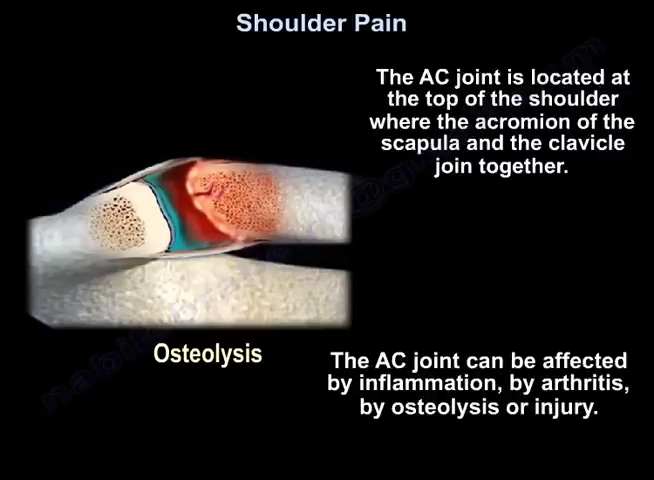 Shoulder Pain
The AC joint is located at
the top of the shoulder
where the acromion of the
scapula and the clavicle
join together.
Osteolysis
The AC joint can be affected
by inflammation, by arthritis,
by osteolysis or injury.